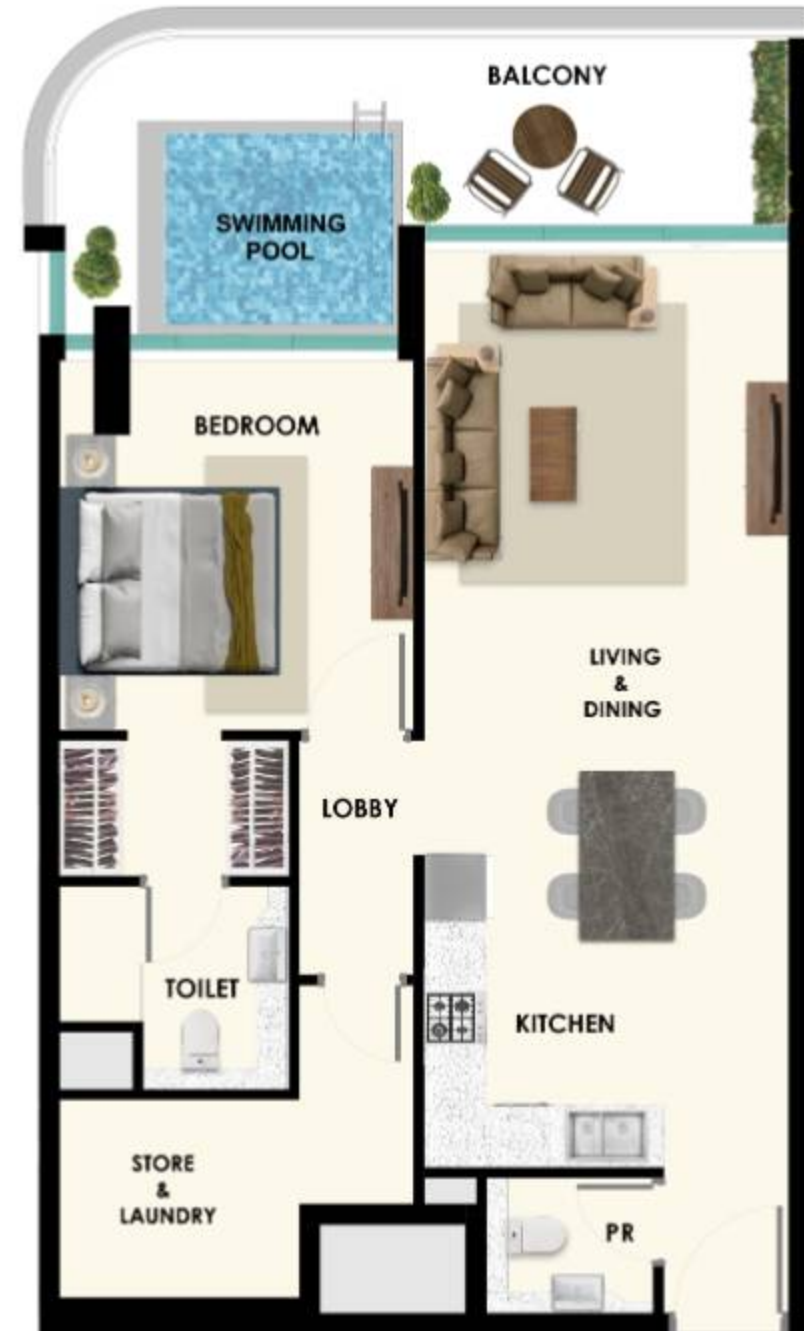 BALCONY
SWIMMING
POOL
BEDROOM
LIVING
&
DINING
LOBBY
TOILET
KITCHEN
STORE
&
LAUNDRY
PR